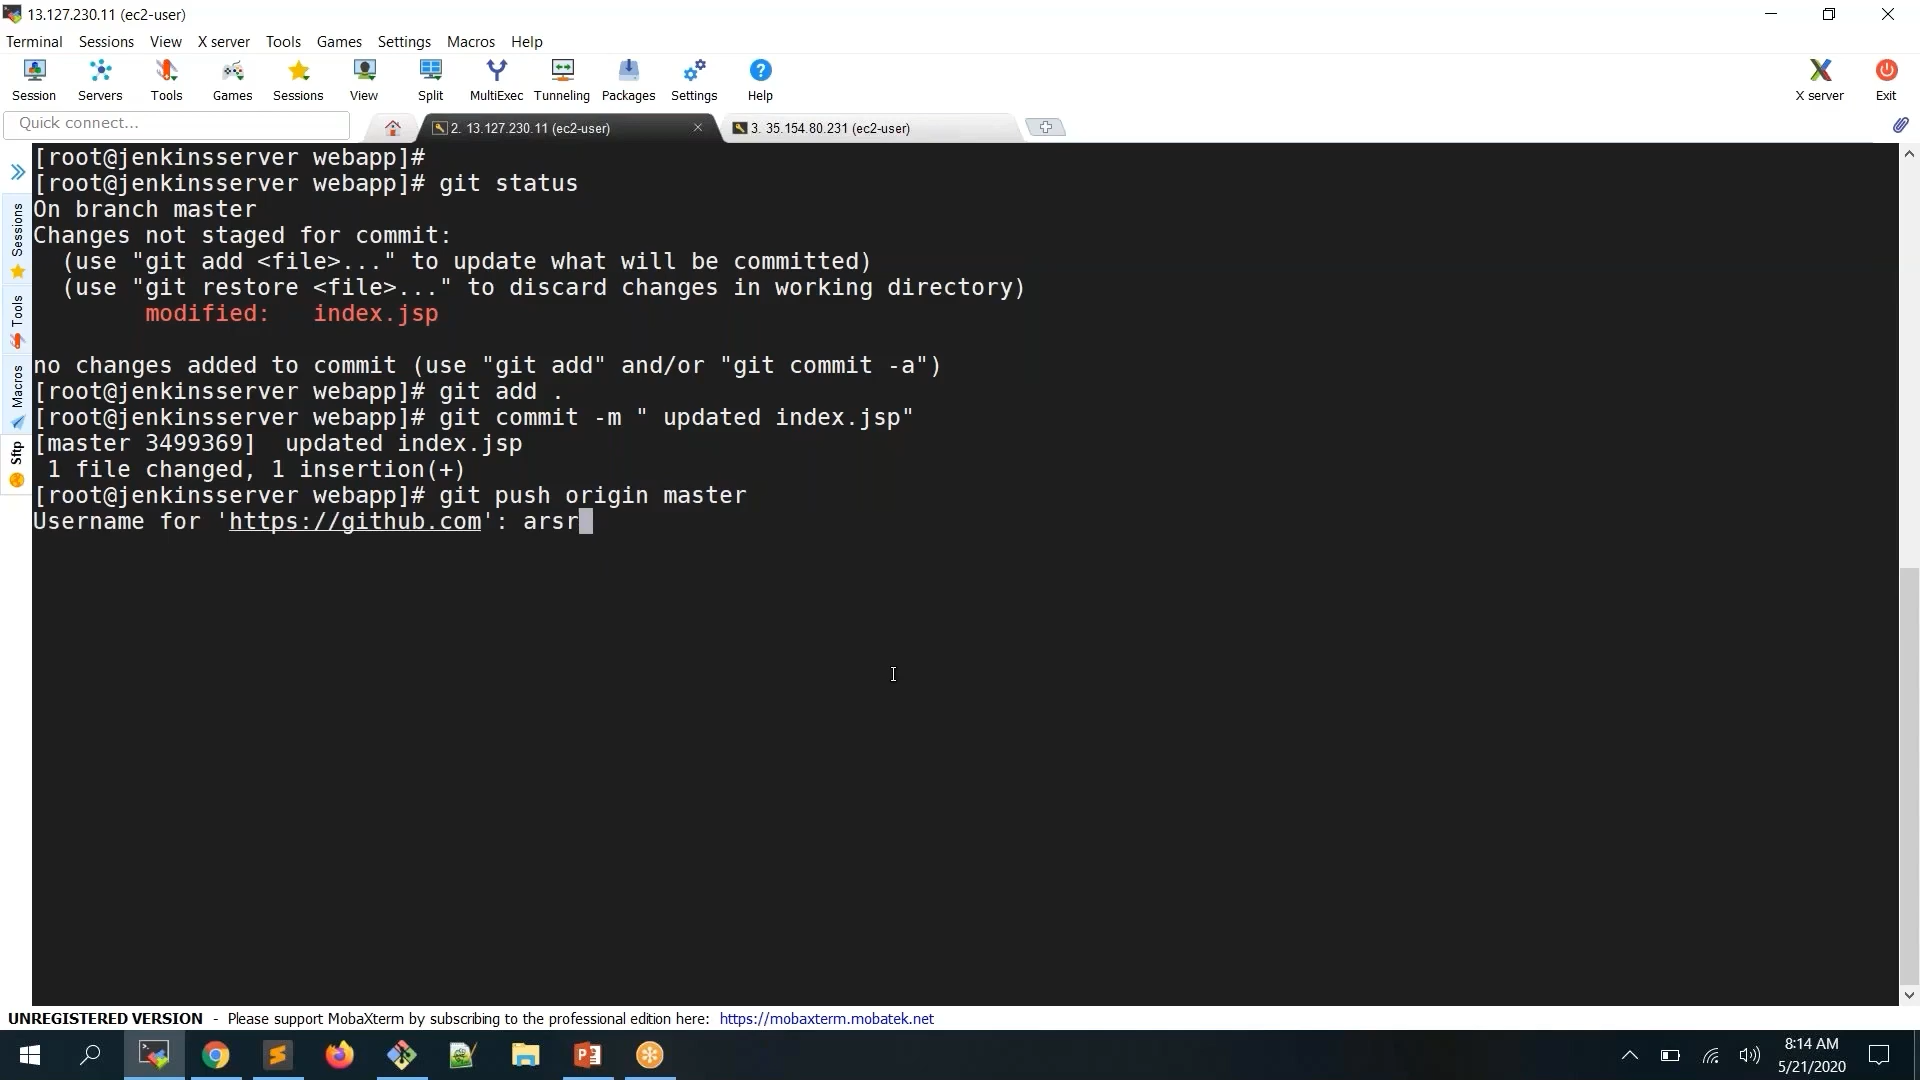 13.127.230.11 (ec2-user)
Terminal Sessions View X server Tools Games Settings Macros Help
Session Servers Tools Games Sessions View Split MultiExec Tunneling Packages Settings Help X server Exit
Quick connect...
2. 13.127.230.11 (ec2-user)
3. 35.154.80.231 (ec2-user)
Sessions
Tools
Macros
Sftp
[root@jenkinsserver webapp]#
[root@jenkinsserver webapp]# git status
On branch master
Changes not staged for commit:
  (use "git add <file>..." to update what will be committed)
  (use "git restore <file>..." to discard changes in working directory)
        modified:   index.jsp
no changes added to commit (use "git add" and/or "git commit -a")
[root@jenkinsserver webapp]# git add .
[root@jenkinsserver webapp]# git commit -m " updated index.jsp"
[master 3499369]  updated index.jsp
 1 file changed, 1 insertion(+)
[root@jenkinsserver webapp]# git push origin master
Username for 'https://github.com': arsr
UNREGISTERED VERSION - Please support MobaXterm by subscribing to the professional edition here: https://mobaxterm.mobatek.net
8:14 AM
5/21/2020